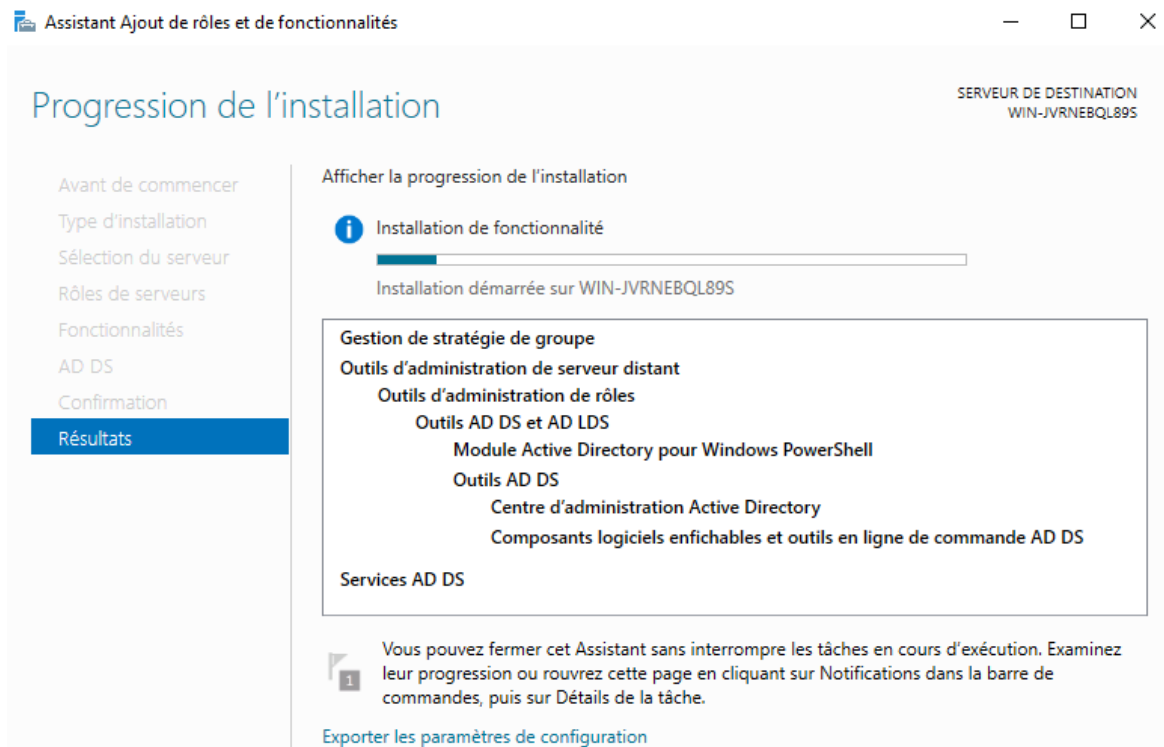 Assistant Ajout de rôles et de fonctionnalités
Progression de l’installation
SERVEUR DE DESTINATION
WIN-JVRNEBQL89S
Avant de commencer
Type d'installation
Sélection du serveur
Rôles de serveurs
Fonctionnalités
AD DS
Confirmation
Résultats
Afficher la progression de l’installation
Installation de fonctionnalité
Installation démarrée sur WIN-JVRNEBQL89S
Gestion de stratégie de groupe
Outils d’administration de serveur distant
Outils d’administration de rôles
Outils AD DS et AD LDS
Module Active Directory pour Windows PowerShell
Outils AD DS
Centre d’administration Active Directory
Composants logiciels enfichables et outils en ligne de commande AD DS
Services AD DS
1
Vous pouvez fermer cet Assistant sans interrompre les tâches en cours d’exécution. Examinez
leur progression ou rouvrez cette page en cliquant sur Notifications dans la barre de
commandes, puis sur Détails de la tâche.
Exporter les paramètres de configuration